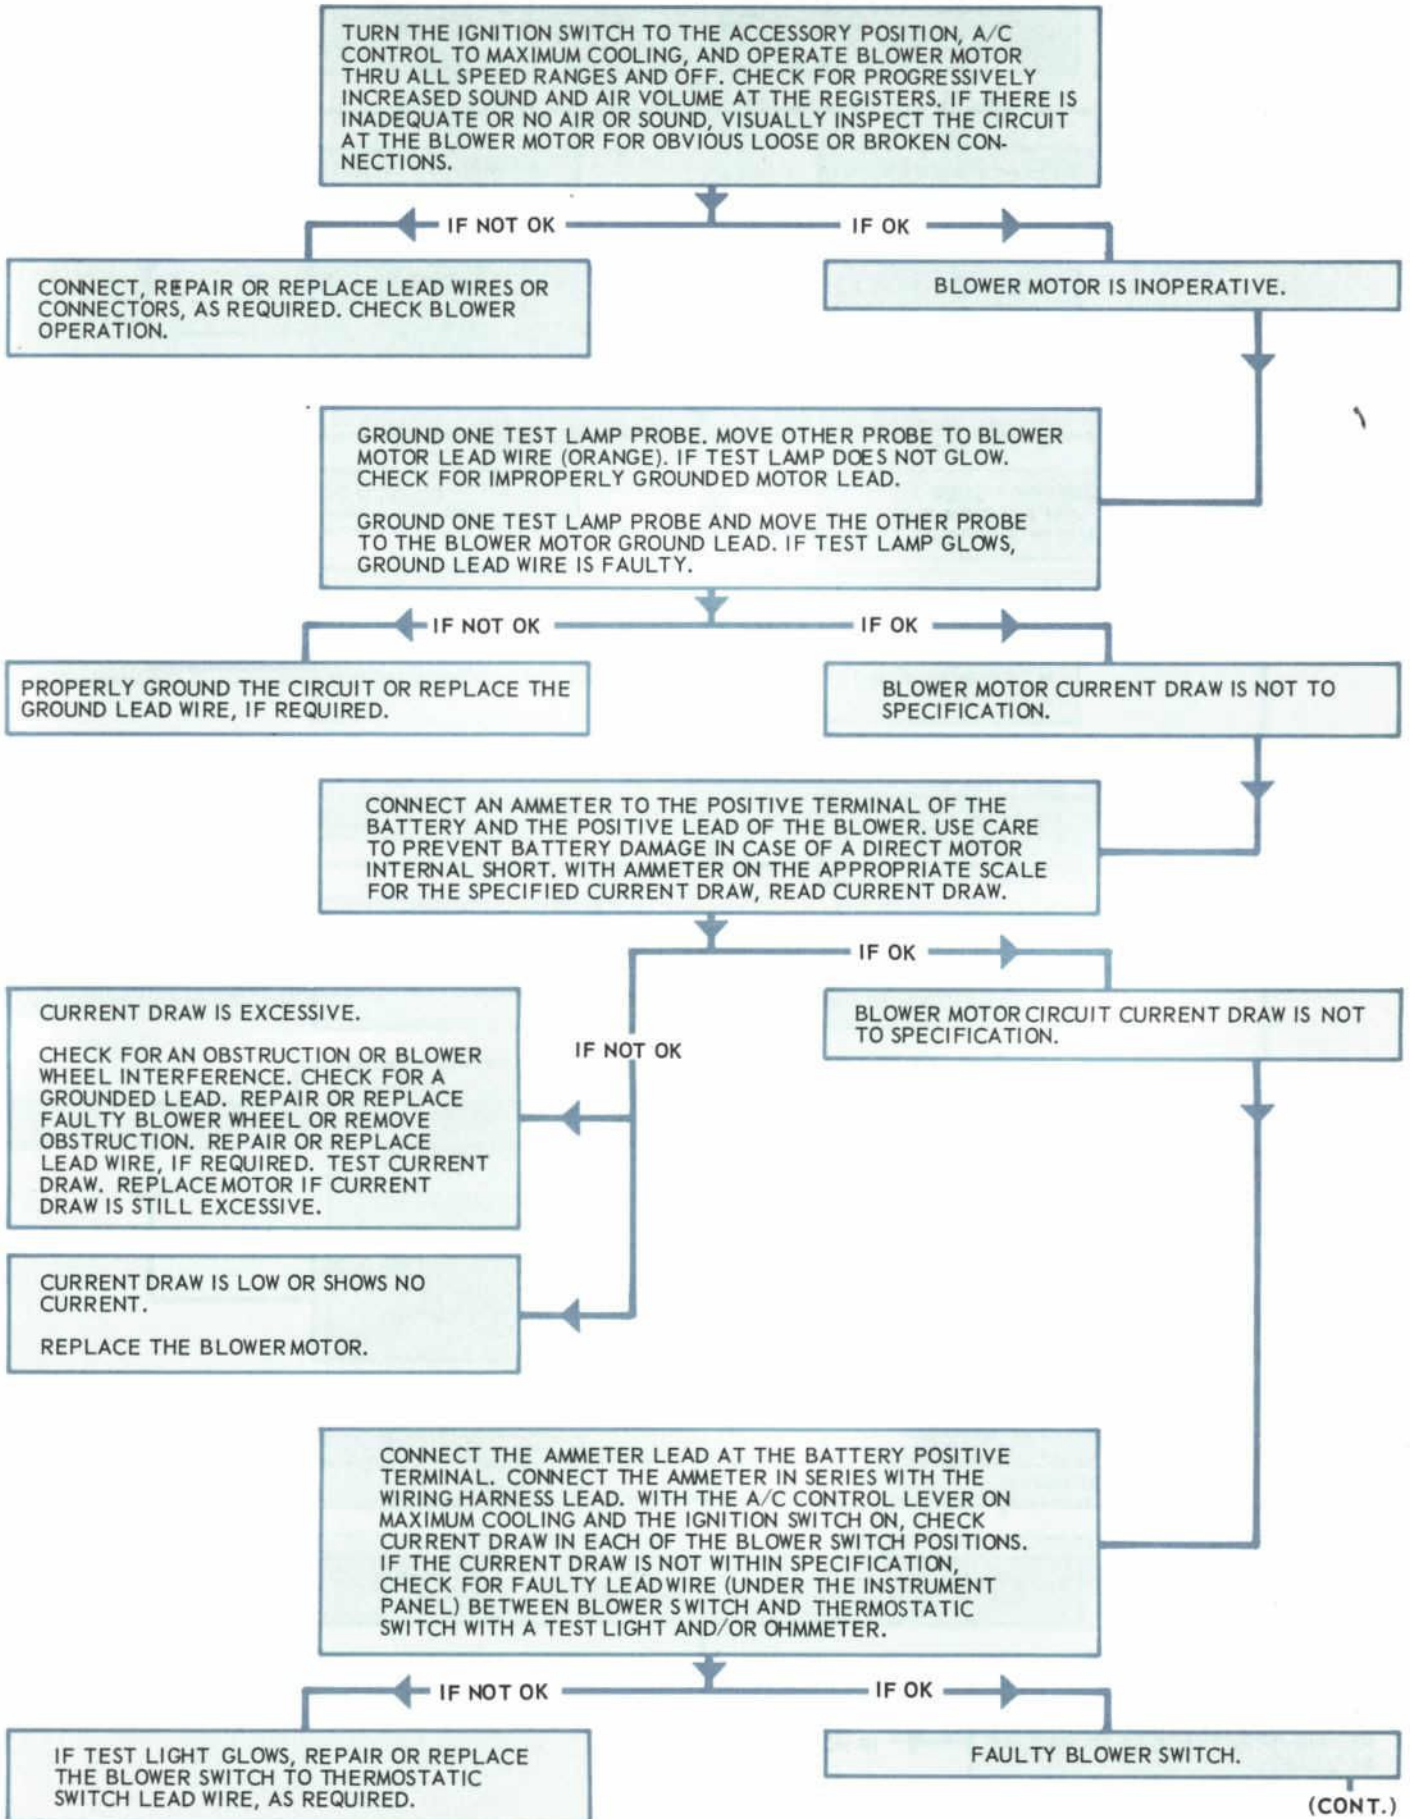 TURN THE IGNITION SWITCH TO THE ACCESSORY POSITION, A/C
CONTROL TO MAXIMUM COOLING, AND OPERATE BLOWER MOTOR
THRU ALL SPEED RANGES AND OFF. CHECK FOR PROGRESSIVELY
INCREASED SOUND AND AIR VOLUME AT THE REGISTERS. IF THERE IS
INADEQUATE OR NO AIR OR SOUND, VISUALLY INSPECT THE CIRCUIT
AT THE BLOWER MOTOR FOR OBVIOUS LOOSE OR BROKEN CON-
NECTIONS.
IF NOT OK
IF OK
CONNECT, REPAIR OR REPLACE LEAD WIRES OR
CONNECTORS, AS REQUIRED. CHECK BLOWER
OPERATION.
BLOWER MOTOR IS INOPERATIVE.
GROUND ONE TEST LAMP PROBE. MOVE OTHER PROBE TO BLOWER
MOTOR LEAD WIRE (ORANGE). IF TEST LAMP DOES NOT GLOW.
CHECK FOR IMPROPERLY GROUNDED MOTOR LEAD.
GROUND ONE TEST LAMP PROBE AND MOVE THE OTHER PROBE
TO THE BLOWER MOTOR GROUND LEAD. IF TEST LAMP GLOWS,
GROUND LEAD WIRE IS FAULTY.
IF NOT OK
IF OK
PROPERLY GROUND THE CIRCUIT OR REPLACE THE
GROUND LEAD WIRE, IF REQUIRED.
BLOWER MOTOR CURRENT DRAW IS NOT TO
SPECIFICATION.
CONNECT AN AMMETER TO THE POSITIVE TERMINAL OF THE
BATTERY AND THE POSITIVE LEAD OF THE BLOWER. USE CARE
TO PREVENT BATTERY DAMAGE IN CASE OF A DIRECT MOTOR
INTERNAL SHORT. WITH AMMETER ON THE APPROPRIATE SCALE
FOR THE SPECIFIED CURRENT DRAW, READ CURRENT DRAW.
IF OK
IF NOT OK
CURRENT DRAW IS EXCESSIVE.
CHECK FOR AN OBSTRUCTION OR BLOWER
WHEEL INTERFERENCE. CHECK FOR A
GROUNDED LEAD. REPAIR OR REPLACE
FAULTY BLOWER WHEEL OR REMOVE
OBSTRUCTION. REPAIR OR REPLACE
LEAD WIRE, IF REQUIRED. TEST CURRENT
DRAW. REPLACE MOTOR IF CURRENT
DRAW IS STILL EXCESSIVE.
BLOWER MOTOR CIRCUIT CURRENT DRAW IS NOT
TO SPECIFICATION.
CURRENT DRAW IS LOW OR SHOWS NO
CURRENT.
REPLACE THE BLOWER MOTOR.
CONNECT THE AMMETER LEAD AT THE BATTERY POSITIVE
TERMINAL. CONNECT THE AMMETER IN SERIES WITH THE
WIRING HARNESS LEAD. WITH THE A/C CONTROL LEVER ON
MAXIMUM COOLING AND THE IGNITION SWITCH ON, CHECK
CURRENT DRAW IN EACH OF THE BLOWER SWITCH POSITIONS.
IF THE CURRENT DRAW IS NOT WITHIN SPECIFICATION,
CHECK FOR FAULTY LEAD WIRE (UNDER THE INSTRUMENT
PANEL) BETWEEN BLOWER SWITCH AND THERMOSTATIC
SWITCH WITH A TEST LIGHT AND/OR OHMMETER.
IF NOT OK
IF OK
IF TEST LIGHT GLOWS, REPAIR OR REPLACE
THE BLOWER SWITCH TO THERMOSTATIC
SWITCH LEAD WIRE, AS REQUIRED.
FAULTY BLOWER SWITCH.
(CONT.)